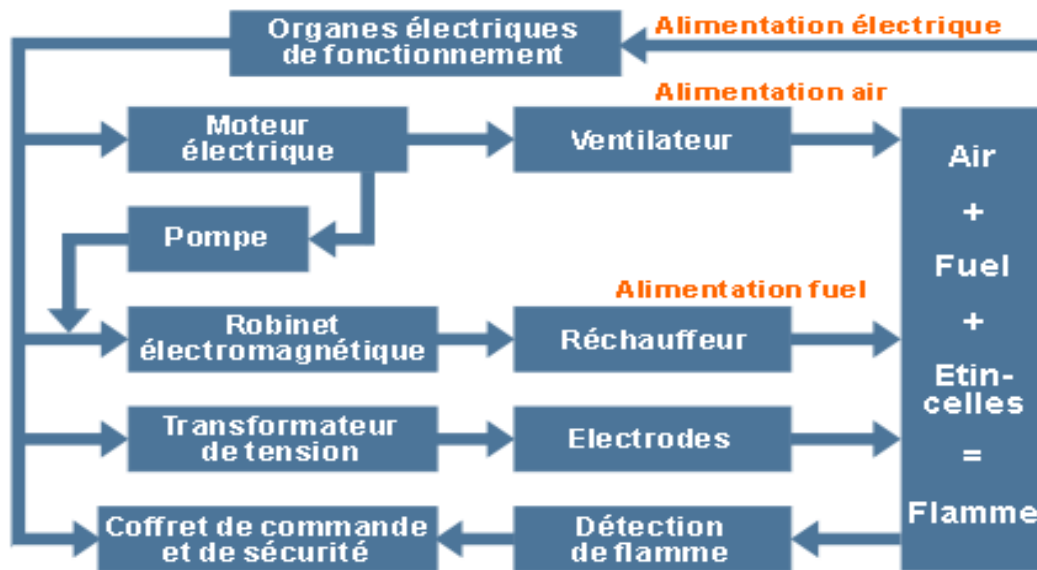 Organes électriques
de fonctionnement
Alimentation électrique
Alimentation air
Moteur
électrique
Ventilateur
Air
+
Fuel
+
Etin-
celles
=
Flamme
Pompe
Alimentation fuel
Robinet
électromagnétique
Réchauffeur
Transformateur
de tension
Electrodes
Coffret de commande
et de sécurité
Détection
de flamme